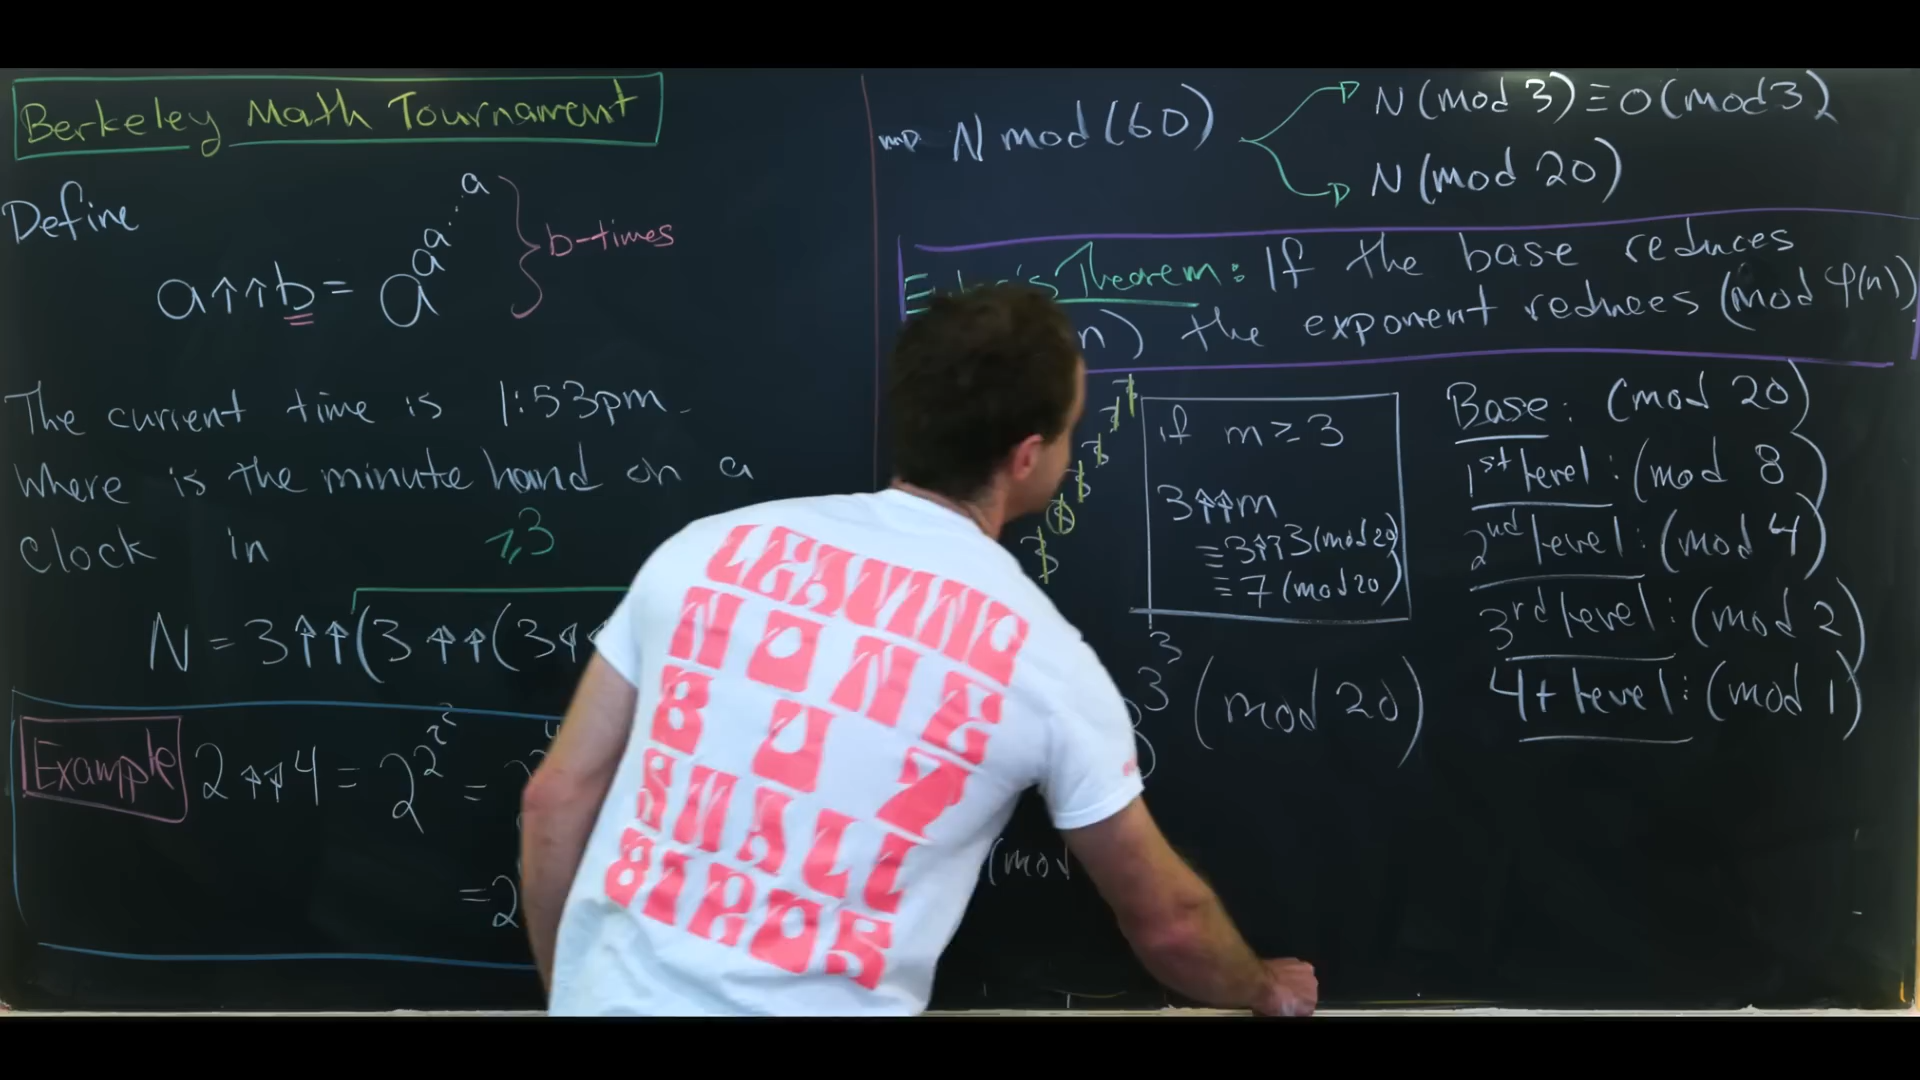 Berkeley Math Tournament
Define
a↑↑b = a^a^a^⋰^a } b-times
The current time is 1:53pm.
Where is the minute hand on a
clock in
≥3
N = 3↑↑(3↑↑(3↑
Example 2↑↑4 = 2^2^2^2 =
=2
⇝ N mod (60)
N (mod 3) ≡ 0 (mod 3)
N (mod 20)
Theorem: If the base reduces
n) the exponent reduces (mod φ(n))
if m ≥ 3
3↑↑m
≡ 3↑↑3 (mod 20)
≡ 7 (mod 20)
3^3 (mod 20)
(mod
Base: (mod 20)
1st level: (mod 8)
2nd level: (mod 4)
3rd level: (mod 2)
4+ level: (mod 1)
LEAVING
NONE
BUT
SMALL
BIRDS